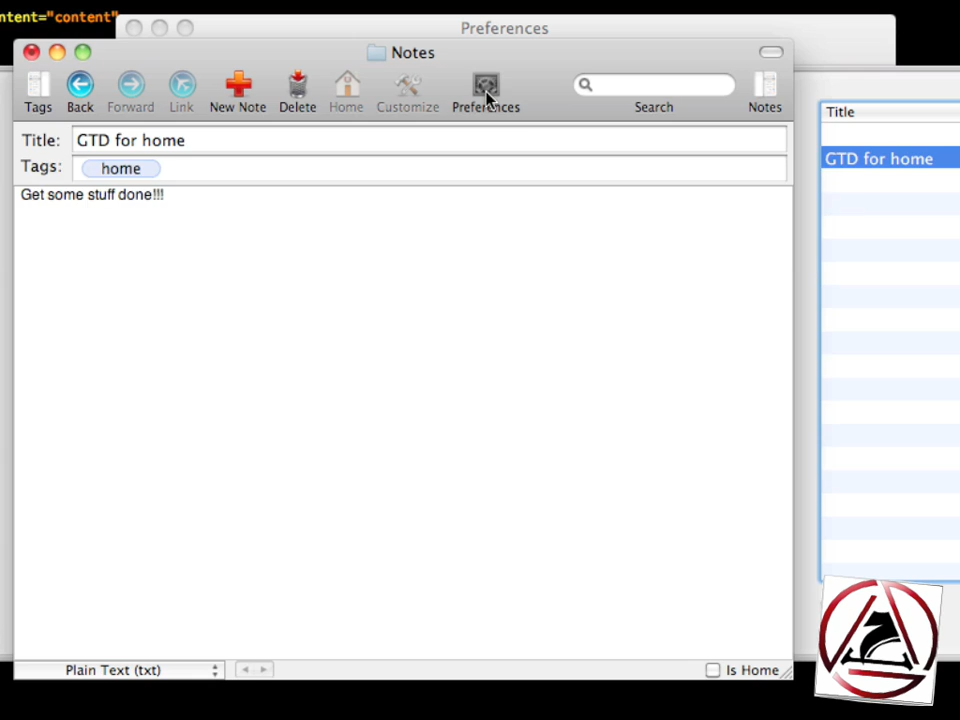 ntent="content"
Preferences
Notes
Tags Back Forward Link New Note Delete Home Customize Preferences Search Notes
Title: GTD for home
Tags: home
Get some stuff done!!!
Title
GTD for home
Plain Text (txt)
Is Home